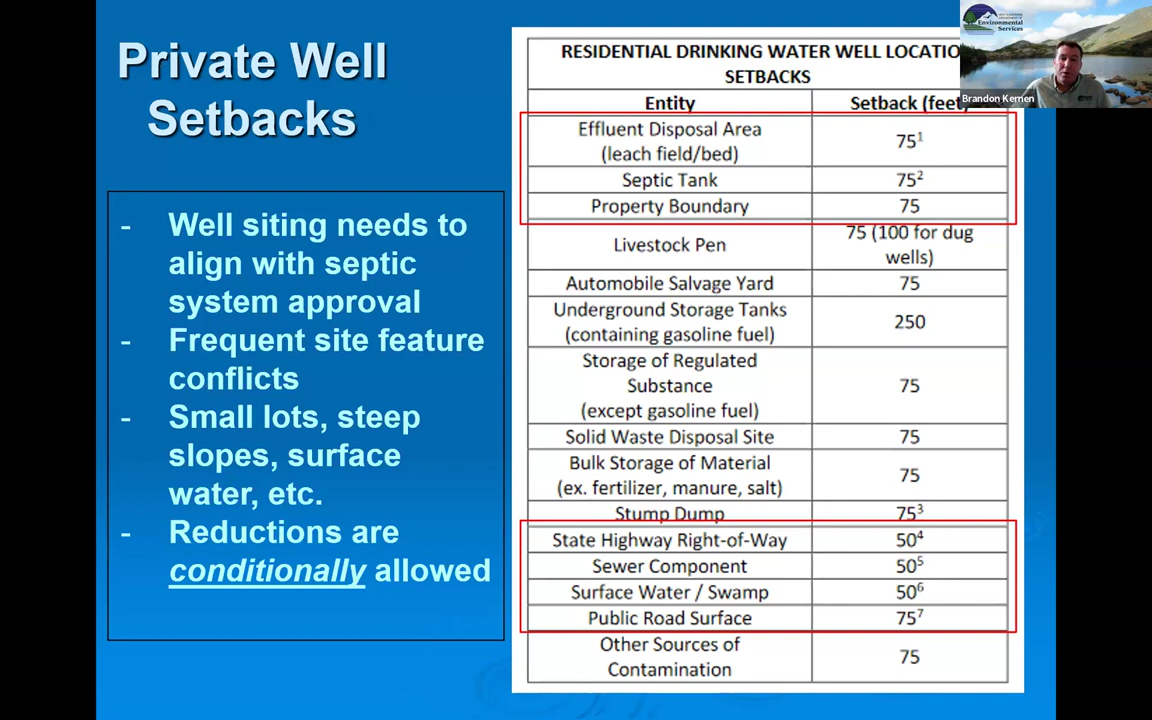 Private Well
Setbacks
- Well siting needs to
align with septic
system approval
- Frequent site feature
conflicts
- Small lots, steep
slopes, surface
water, etc.
- Reductions are
conditionally allowed
RESIDENTIAL DRINKING WATER WELL LOCATIO
SETBACKS
Entity Setback (feet)
Effluent Disposal Area
(leach field/bed) 75¹
Septic Tank 75²
Property Boundary 75
Livestock Pen 75 (100 for dug
wells)
Automobile Salvage Yard 75
Underground Storage Tanks
(containing gasoline fuel) 250
Storage of Regulated
Substance 75
(except gasoline fuel)
Solid Waste Disposal Site 75
Bulk Storage of Material
(ex. fertilizer, manure, salt) 75
Stump Dump 75³
State Highway Right-of-Way 50⁴
Sewer Component 50⁵
Surface Water / Swamp 50⁶
Public Road Surface 75⁷
Other Sources of
Contamination 75
Environmental
Services
Brandon Kernen